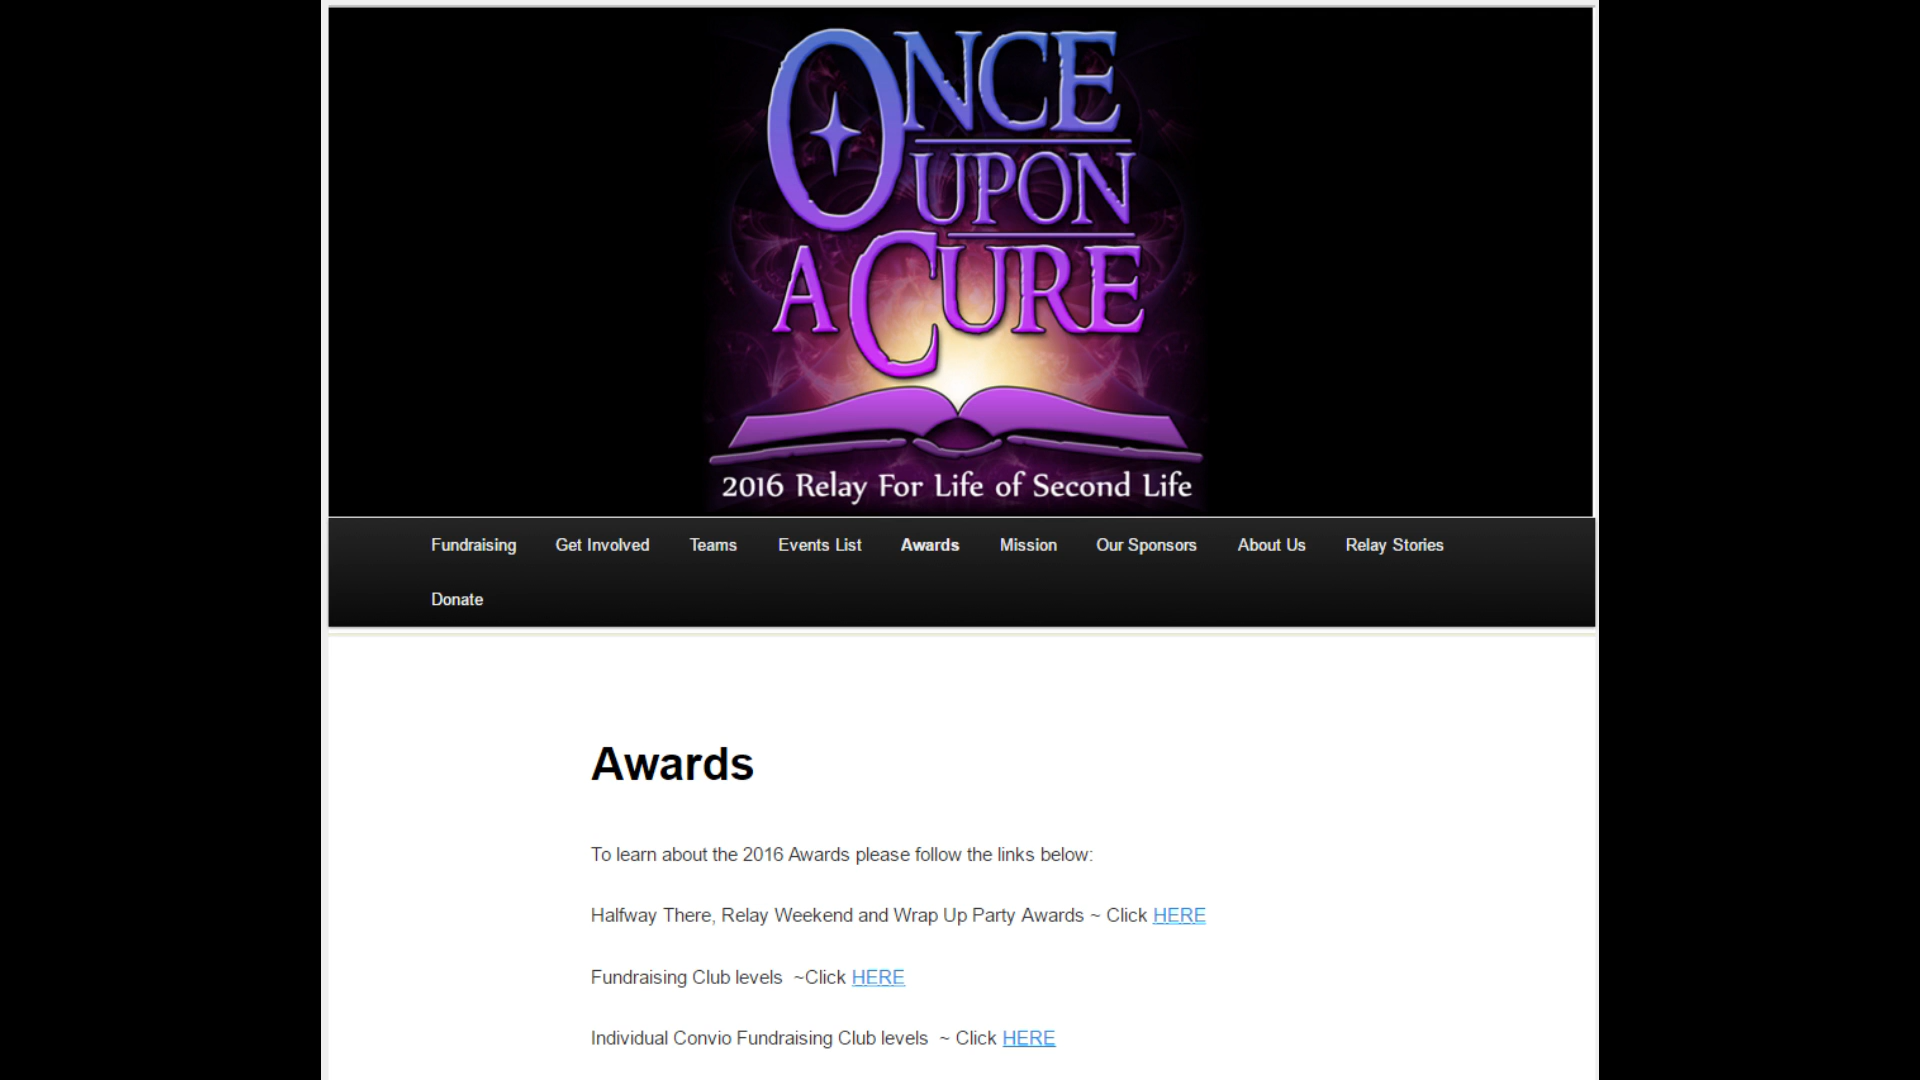 ONCE
UPON
A CURE
2016 Relay For Life of Second Life
Fundraising Get Involved Teams Events List Awards Mission Our Sponsors About Us Relay Stories
Donate
Awards
To learn about the 2016 Awards please follow the links below:
Halfway There, Relay Weekend and Wrap Up Party Awards ~ Click HERE
Fundraising Club levels  ~Click HERE
Individual Convio Fundraising Club levels  ~ Click HERE